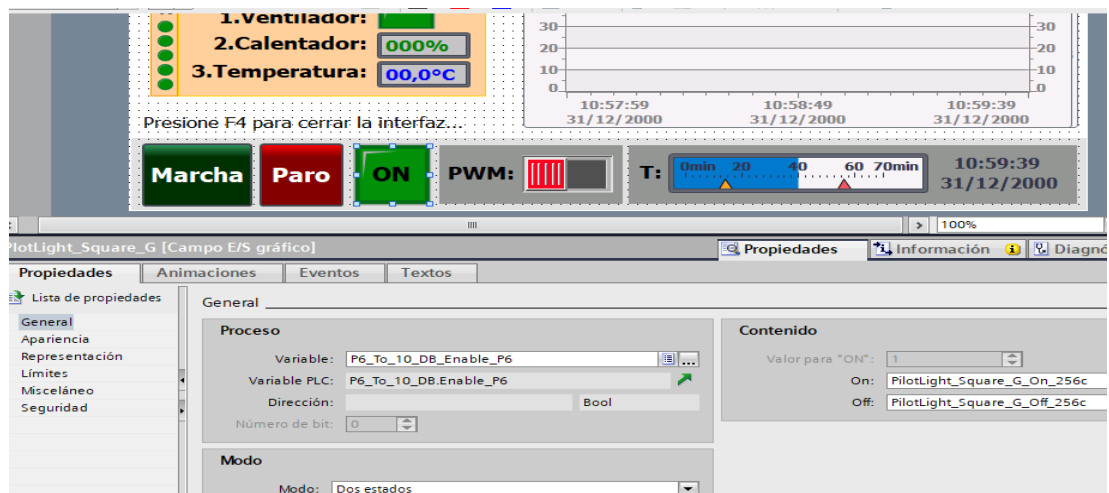 1.Ventilador:
2.Calentador: 000%
3.Temperatura: 00,0°C
30 30
20 20
10 10
0 0
10:57:59 10:58:49 10:59:39
31/12/2000 31/12/2000 31/12/2000
Presione F4 para cerrar la interfaz...
Marcha Paro ON PWM: T: 0min 20 40 60 70min 10:59:39
31/12/2000
100%
PlotLight_Square_G [Campo E/S gráfico] Propiedades Información Diagnó
Propiedades Animaciones Eventos Textos
Lista de propiedades
General
Apariencia
Representación
Límites
Misceláneo
Seguridad
General
Proceso
Variable: P6_To_10_DB_Enable_P6
Variable PLC: P6_To_10_DB.Enable_P6
Dirección: Bool
Número de bit: 0
Modo
Modo: Dos estados
Contenido
Valor para "ON": 1
On: PilotLight_Square_G_On_256c
Off: PilotLight_Square_G_Off_256c